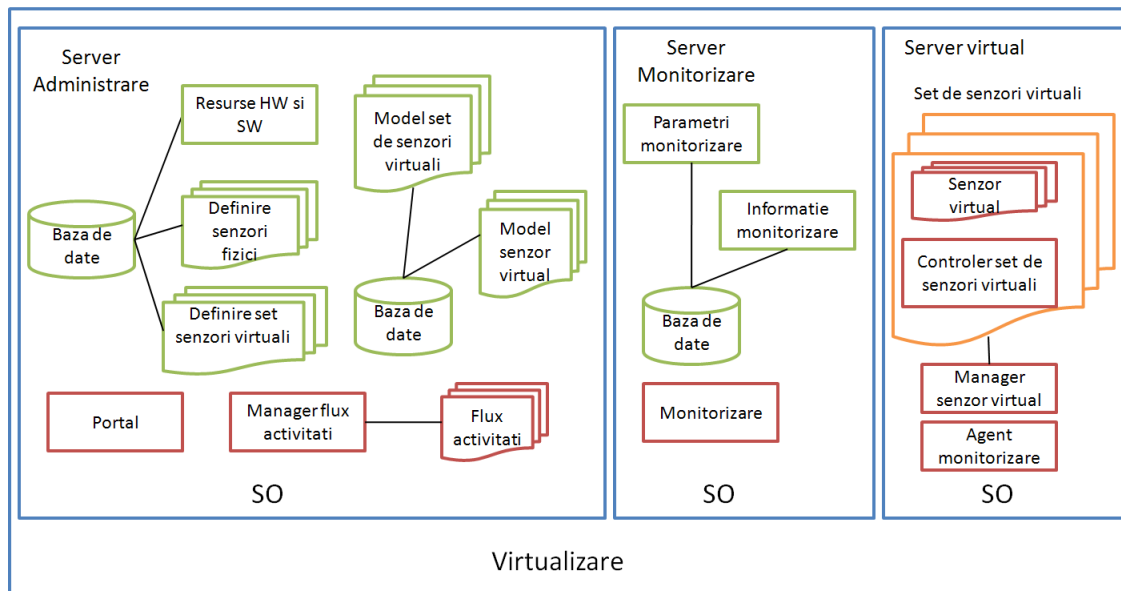 Server
Administrare
Resurse HW si
SW
Model set
de senzori
virtuali
Baza de
date
Definire
senzori
fizici
Model
senzor
virtual
Definire set
senzori virtuali
Baza de
date
Portal
Manager flux
activitati
Flux
activitati
SO
Server
Monitorizare
Parametri
monitorizare
Informatie
monitorizare
Baza de
date
Monitorizare
SO
Server virtual
Set de senzori virtuali
Senzor
virtual
Controler set de
senzori virtuali
Manager
senzor virtual
Agent
monitorizare
SO
Virtualizare